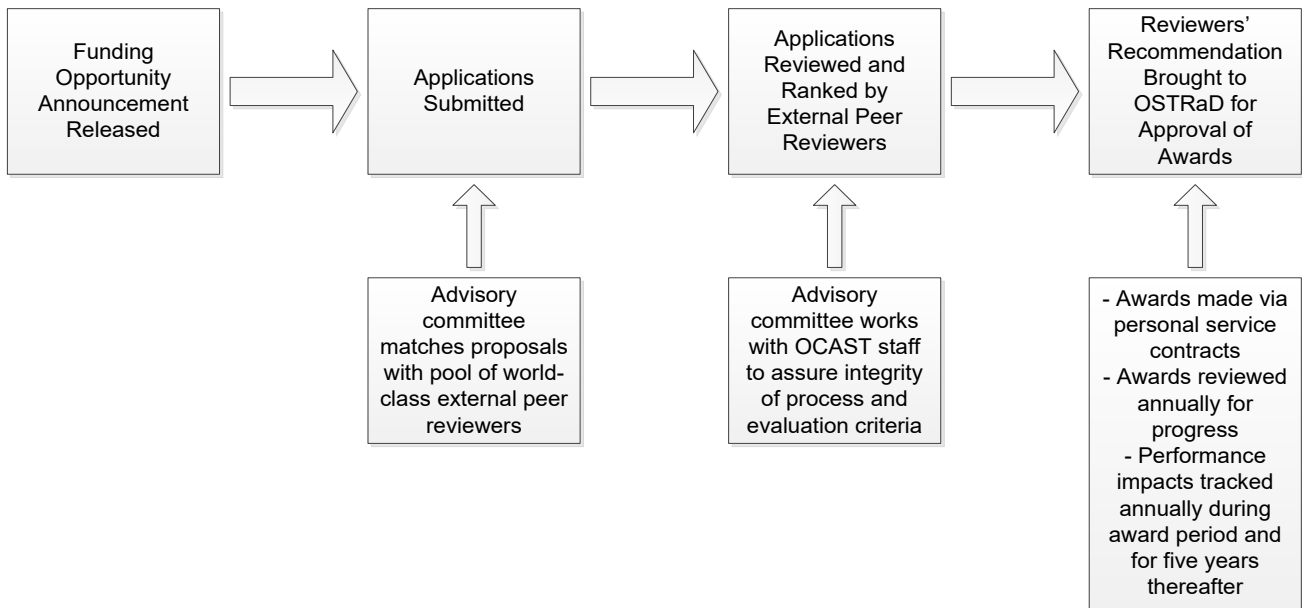 Funding
Opportunity
Announcement
Released
Applications
Submitted
Applications
Reviewed and
Ranked by
External Peer
Reviewers
Reviewers’
Recommendation
Brought to
OSTRaD for
Approval of
Awards
Advisory
committee
matches proposals
with pool of world-
class external peer
reviewers
Advisory
committee works
with OCAST staff
to assure integrity
of process and
evaluation criteria
- Awards made via
personal service
contracts
- Awards reviewed
annually for
progress
- Performance
impacts tracked
annually during
award period and
for five years
thereafter